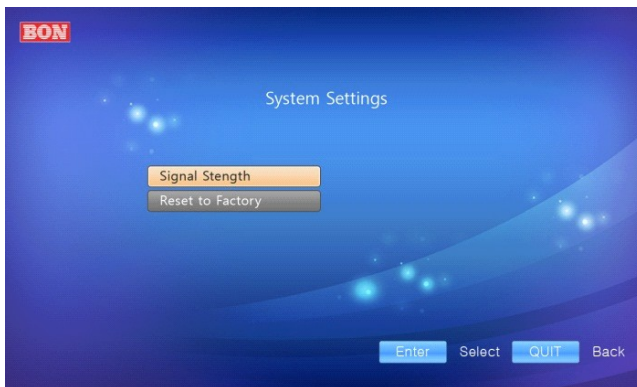 BON
System Settings
Signal Stength
Reset to Factory
Enter Select QUIT Back